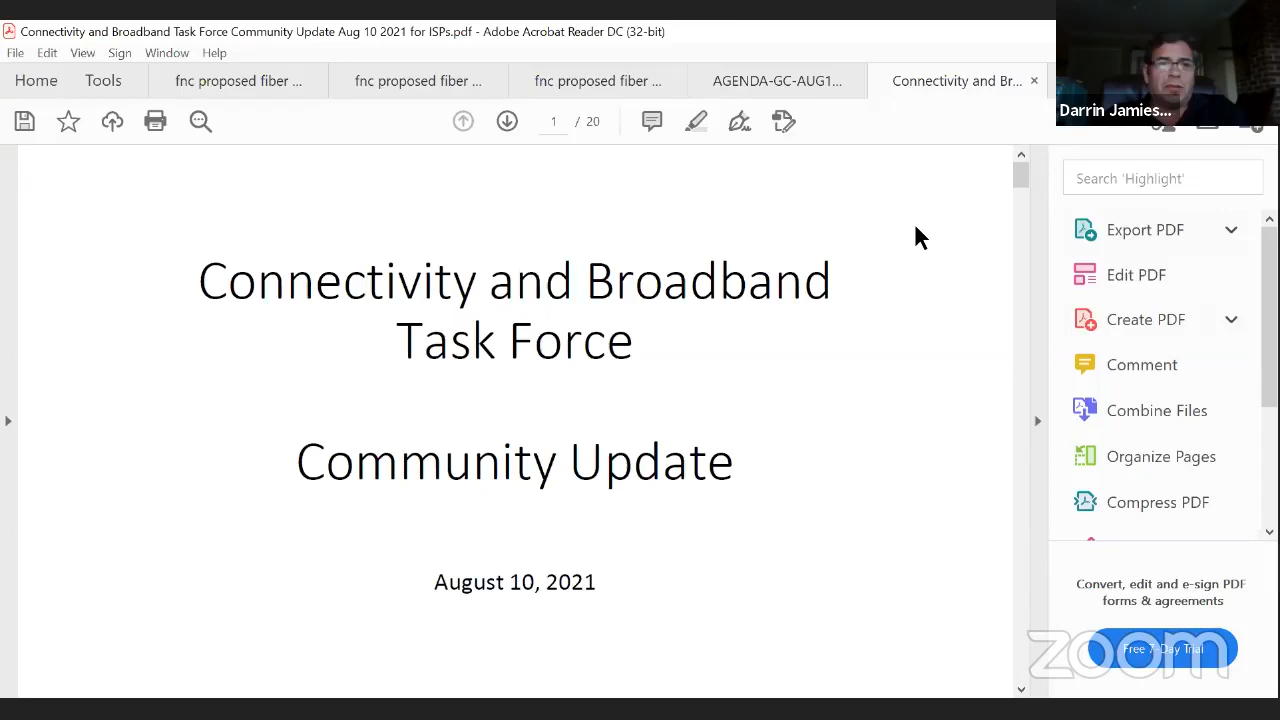 Connectivity and Broadband Task Force Community Update Aug 10 2021 for ISPs.pdf - Adobe Acrobat Reader DC (32-bit)
File Edit View Sign Window Help
Home Tools fnc proposed fiber ... fnc proposed fiber ... fnc proposed fiber ... AGENDA-GC-AUG1... Connectivity and Br... ×
Darrin Jamies...
1 / 20
Search 'Highlight'
Export PDF
Edit PDF
Create PDF
Comment
Combine Files
Organize Pages
Compress PDF
Connectivity and Broadband
Task Force
Community Update
August 10, 2021
Convert, edit and e-sign PDF
forms & agreements
Free 7-Day Trial
zoom